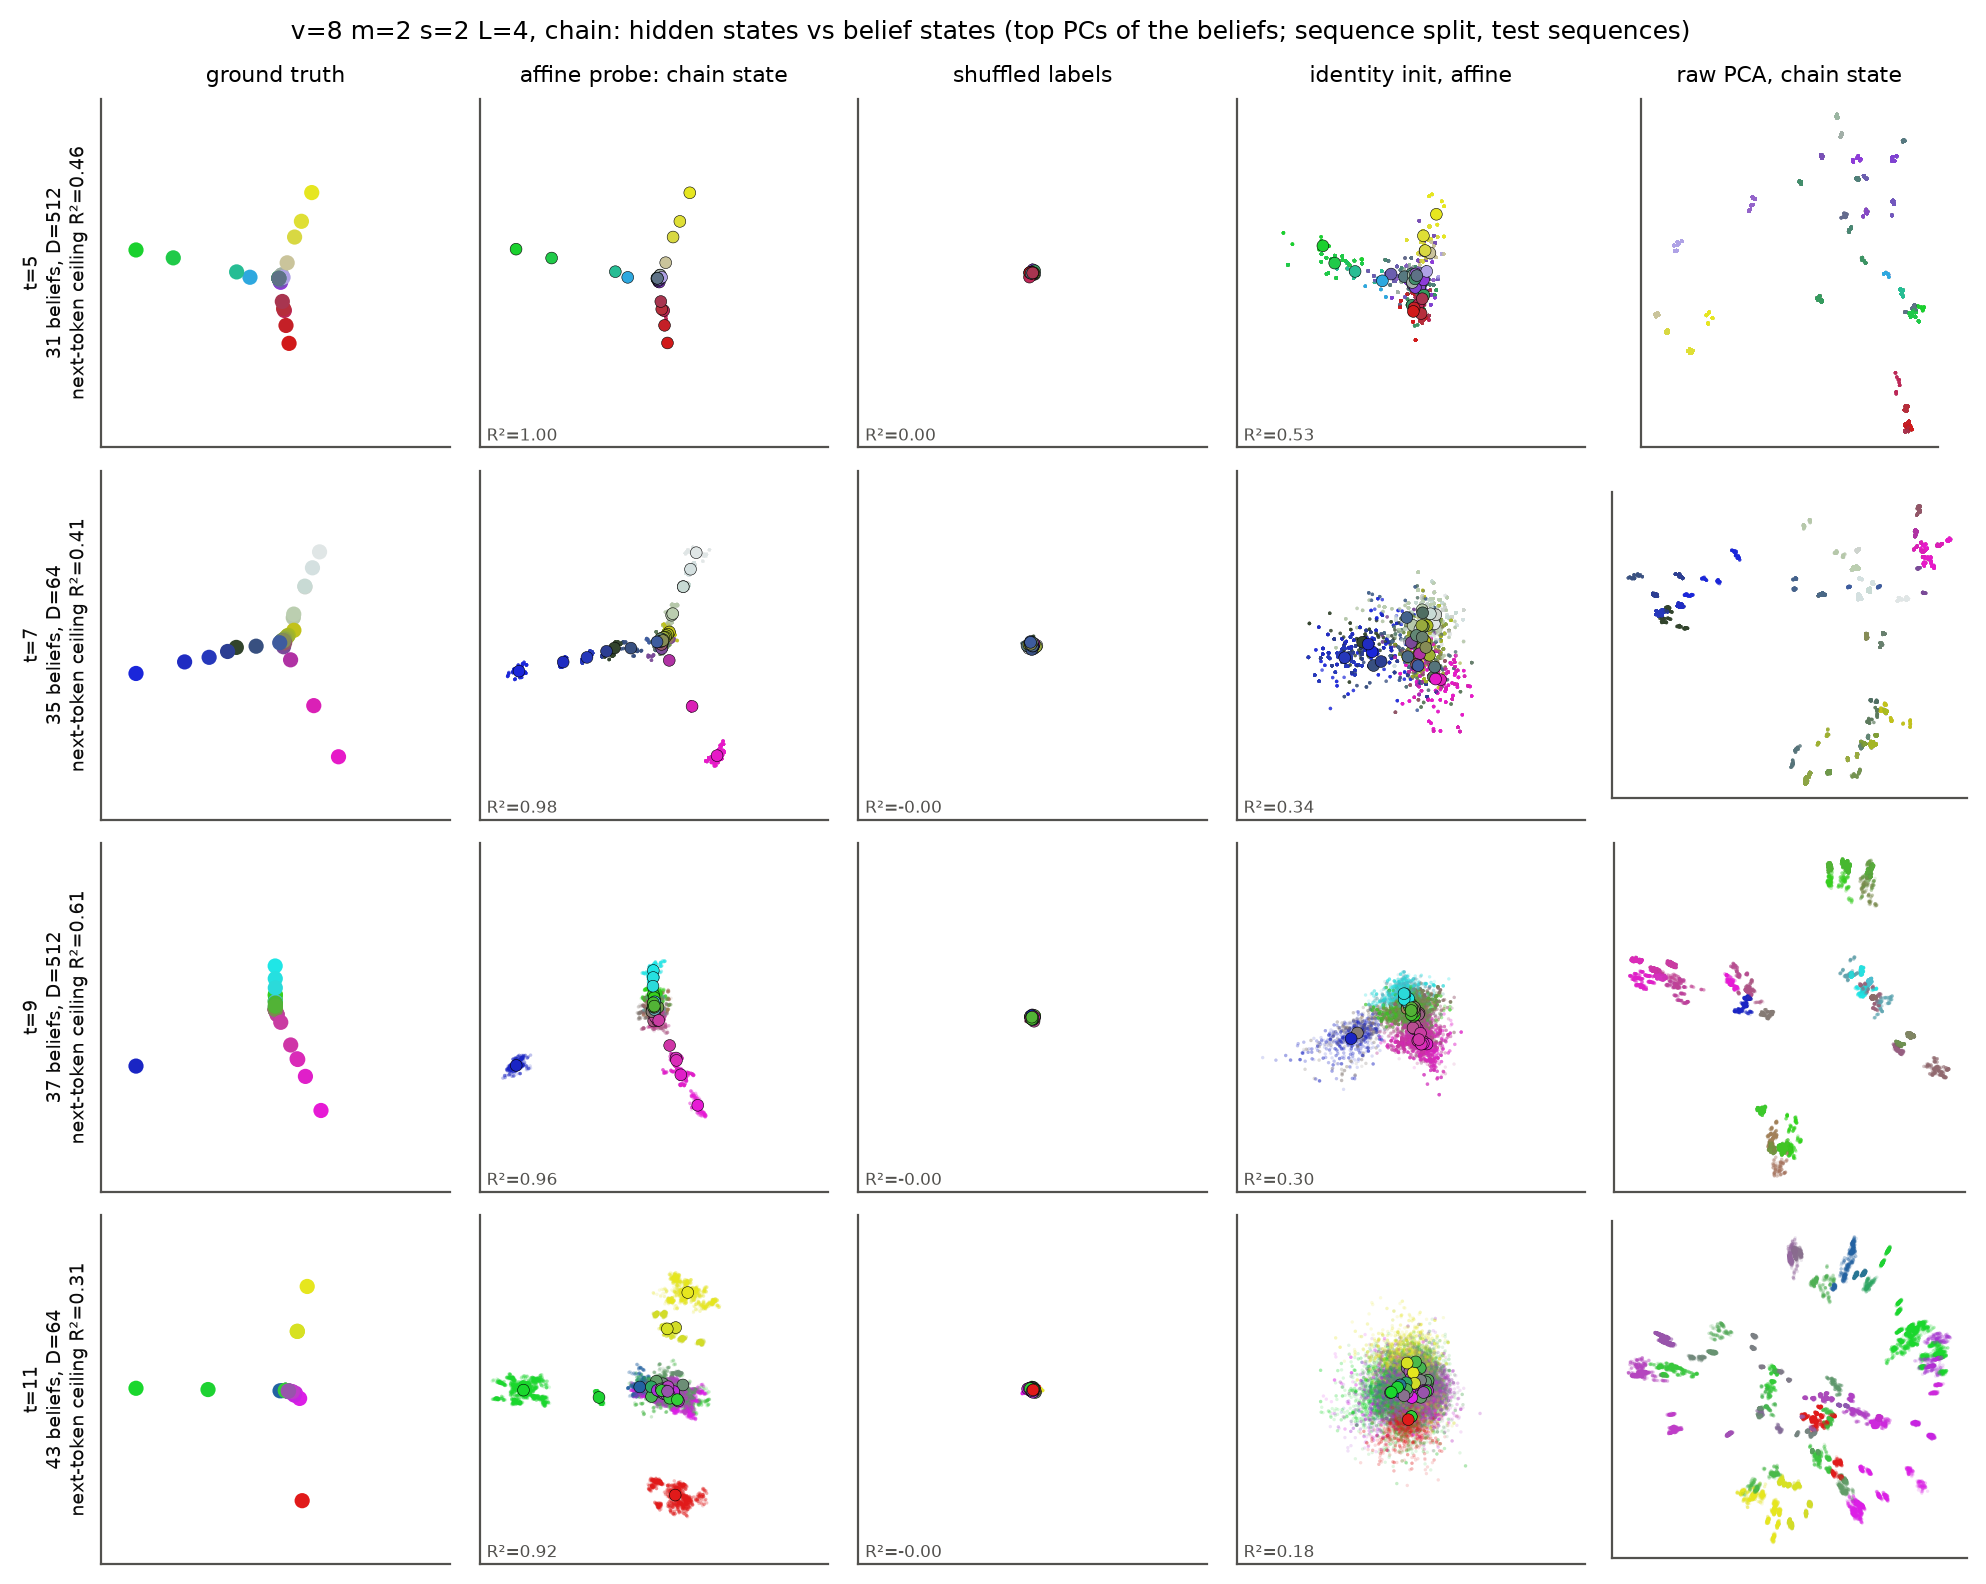 v=8 m=2 s=2 L=4, chain: hidden states vs belief states (top PCs of the beliefs; sequence split, test sequences)
ground truth
affine probe: chain state
shuffled labels
identity init, affine
raw PCA, chain state
t=5
31 beliefs, D=512
next-token ceiling R²=0.46
R²=1.00
R²=0.00
R²=0.53
t=7
35 beliefs, D=64
next-token ceiling R²=0.41
R²=0.98
R²=-0.00
R²=0.34
t=9
37 beliefs, D=512
next-token ceiling R²=0.61
R²=0.96
R²=-0.00
R²=0.30
t=11
43 beliefs, D=64
next-token ceiling R²=0.31
R²=0.92
R²=-0.00
R²=0.18